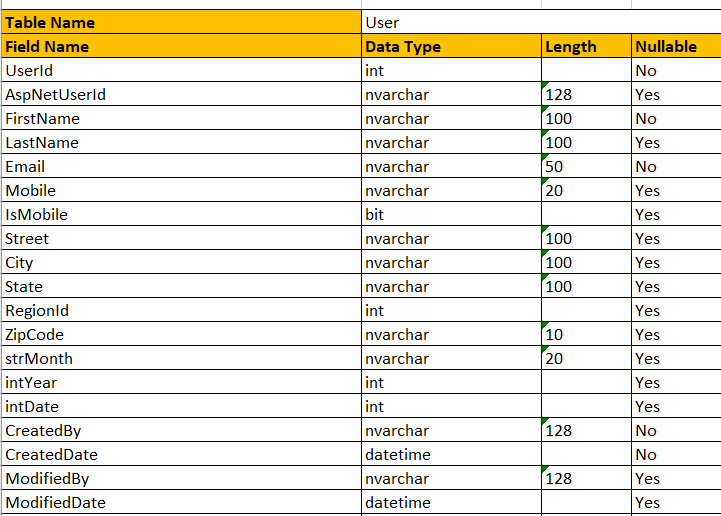 Table Name User
Field Name Data Type Length Nullable
UserId int No
AspNetUserId nvarchar 128 Yes
FirstName nvarchar 100 No
LastName nvarchar 100 Yes
Email nvarchar 50 No
Mobile nvarchar 20 Yes
IsMobile bit Yes
Street nvarchar 100 Yes
City nvarchar 100 Yes
State nvarchar 100 Yes
RegionId int Yes
ZipCode nvarchar 10 Yes
strMonth nvarchar 20 Yes
intYear int Yes
intDate int Yes
CreatedBy nvarchar 128 No
CreatedDate datetime No
ModifiedBy nvarchar 128 Yes
ModifiedDate datetime Yes